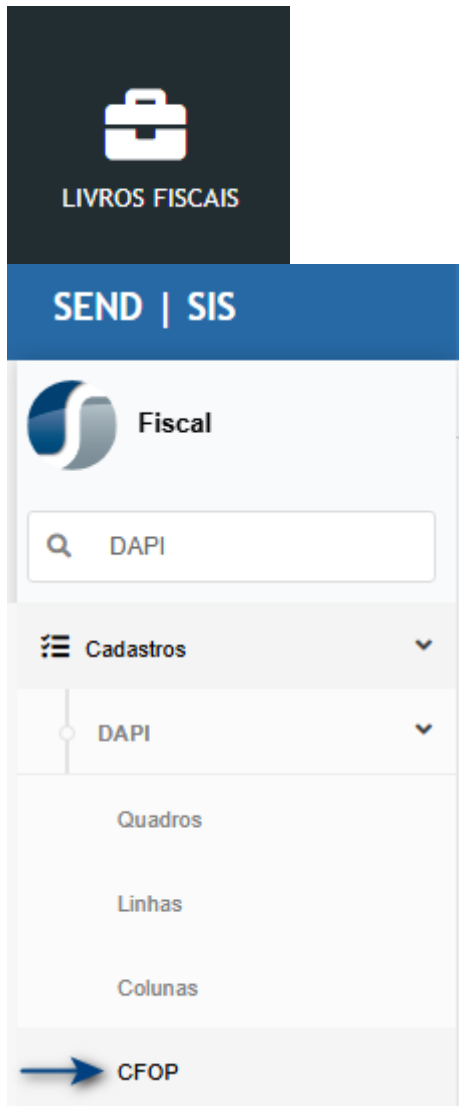 LIVROS FISCAIS
SEND | SIS
Fiscal
DAPI
Cadastros
DAPI
Quadros
Linhas
Colunas
CFOP